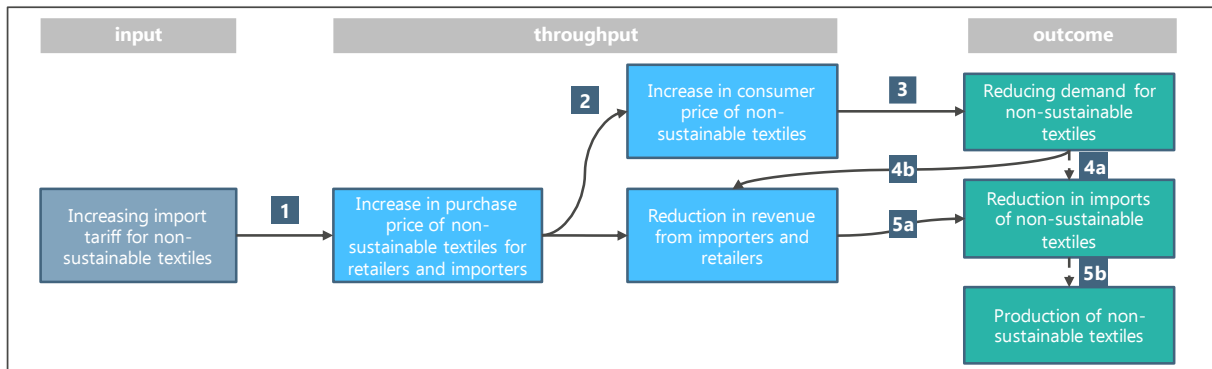 input
throughput
outcome
2
Increase in consumer
price of non-
sustainable textiles
3
Reducing demand for
non-sustainable
textiles
4b
4a
Increasing import
tariff for non-
sustainable textiles
1
Increase in purchase
price of non-
sustainable textiles for
retailers and importers
Reduction in revenue
from importers and
retailers
5a
Reduction in imports
of non-sustainable
textiles
5b
Production of non-
sustainable textiles